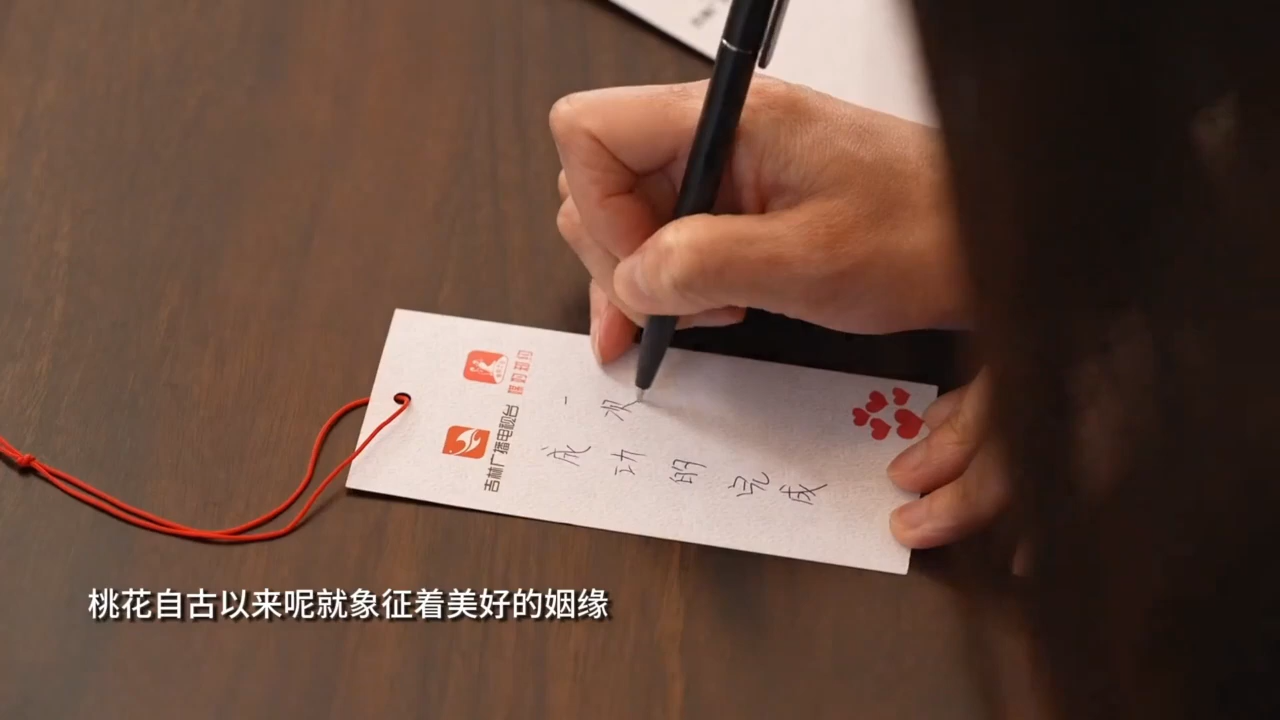 吉林广播电视台
成功的完成
一次
桃花自古以来呢就象征着美好的姻缘